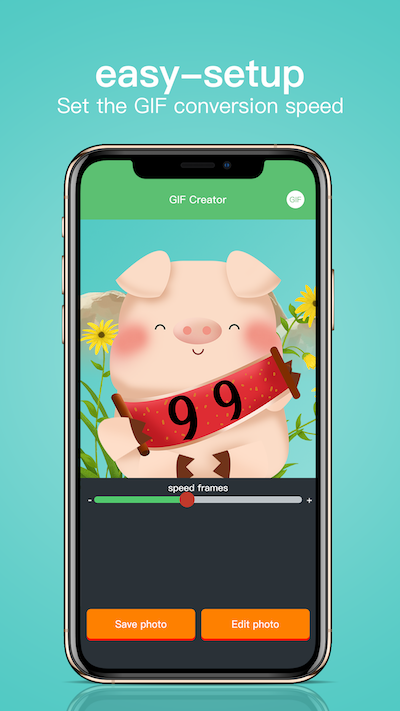 easy-setup
Set the GIF conversion speed
GIF Creator
GIF
99
speed frames
- +
Save photo
Edit photo